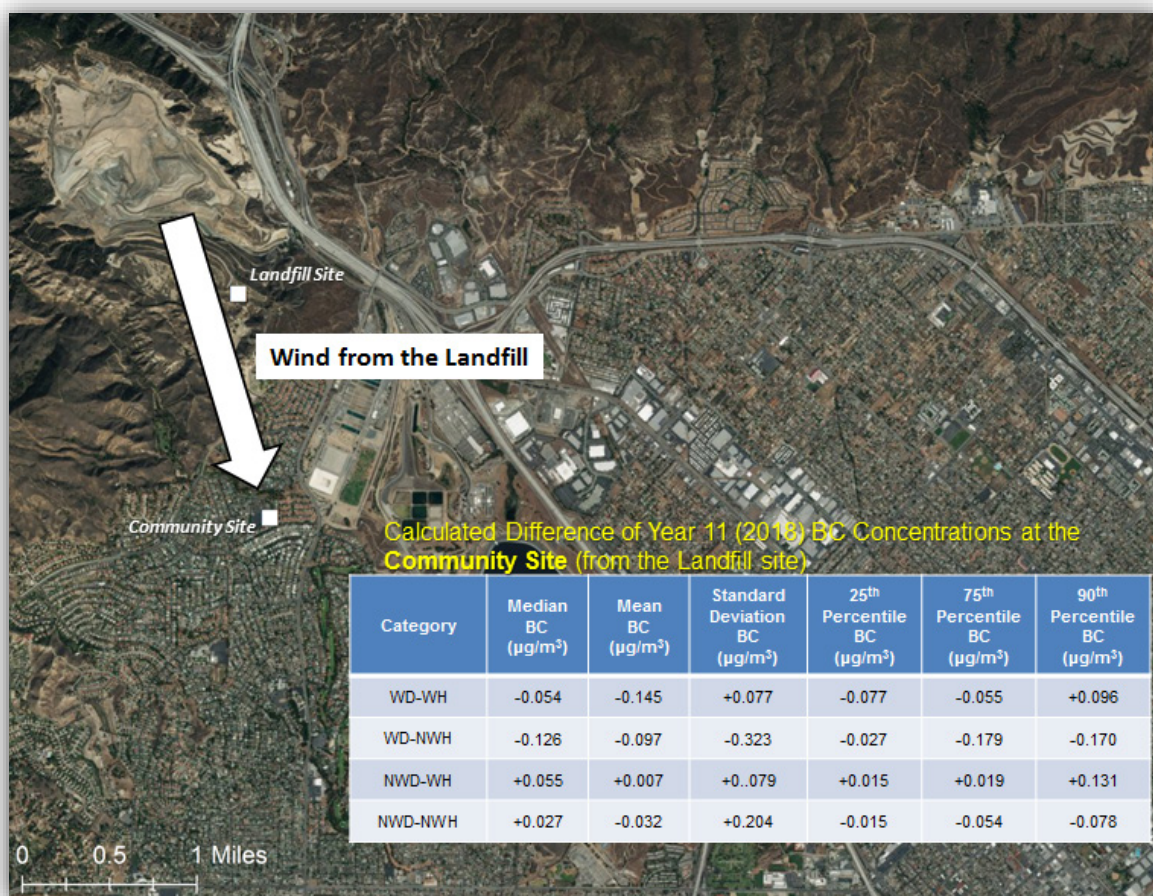 Landfill Site
Wind from the Landfill
Community Site
Calculated Difference of Year 11 (2018) BC Concentrations at the
Community Site (from the Landfill site)
Category
Median
BC
(µg/m³)
Mean
BC
(µg/m³)
Standard
Deviation
BC
(µg/m³)
25th
Percentile
BC
(µg/m³)
75th
Percentile
BC
(µg/m³)
90th
Percentile
BC
(µg/m³)
WD-WH -0.054 -0.145 +0.077 -0.077 -0.055 +0.096
WD-NWH -0.126 -0.097 -0.323 -0.027 -0.179 -0.170
NWD-WH +0.055 +0.007 +0..079 +0.015 +0.019 +0.131
NWD-NWH +0.027 -0.032 +0.204 -0.015 -0.054 -0.078
0 0.5 1 Miles